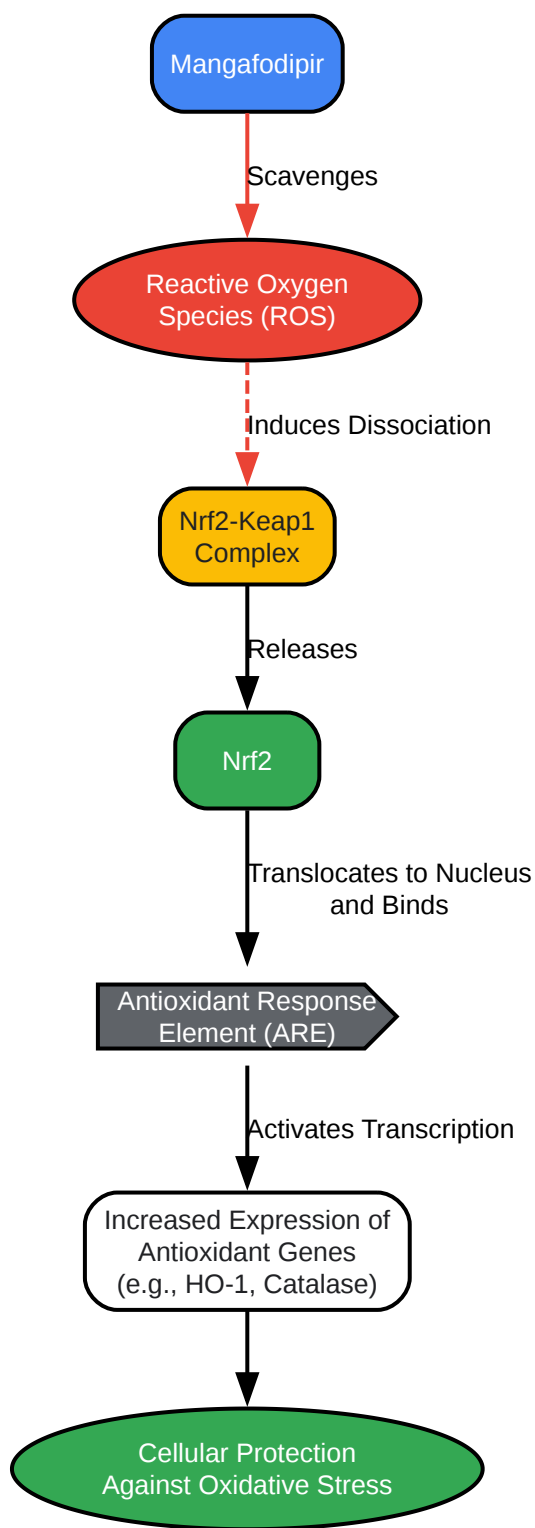 Mangafodipir
Scavenges
Reactive Oxygen
Species (ROS)
Induces Dissociation
Nrf2-Keap1
Complex
Releases
Nrf2
Translocates to Nucleus
and Binds
Antioxidant Response
Element (ARE)
Activates Transcription
Increased Expression of
Antioxidant Genes
(e.g., HO-1, Catalase)
Cellular Protection
Against Oxidative Stress